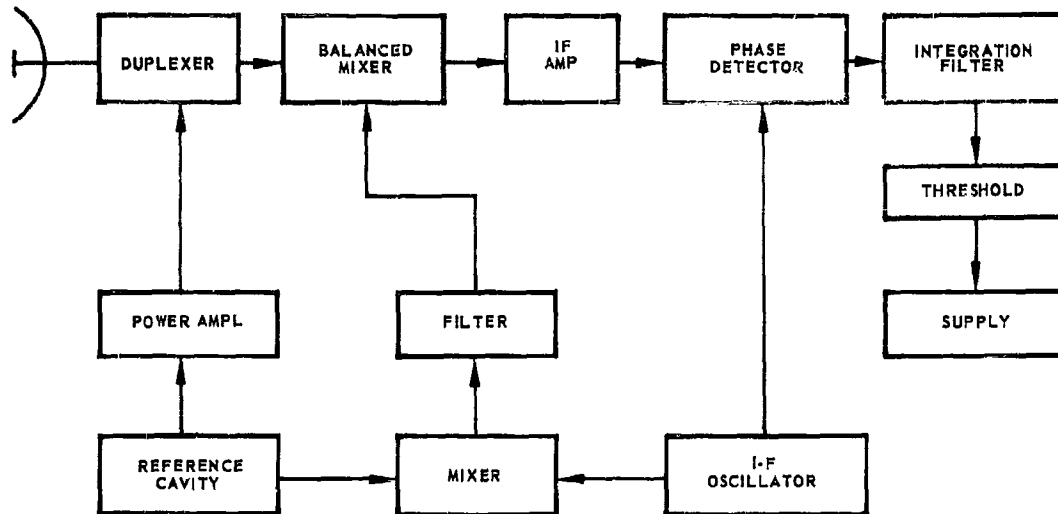 DUPLEXER
BALANCED
MIXER
IF
AMP
PHASE
DETECTOR
INTEGRATION
FILTER
THRESHOLD
POWER AMPL
FILTER
SUPPLY
REFERENCE
CAVITY
MIXER
I-F
OSCILLATOR